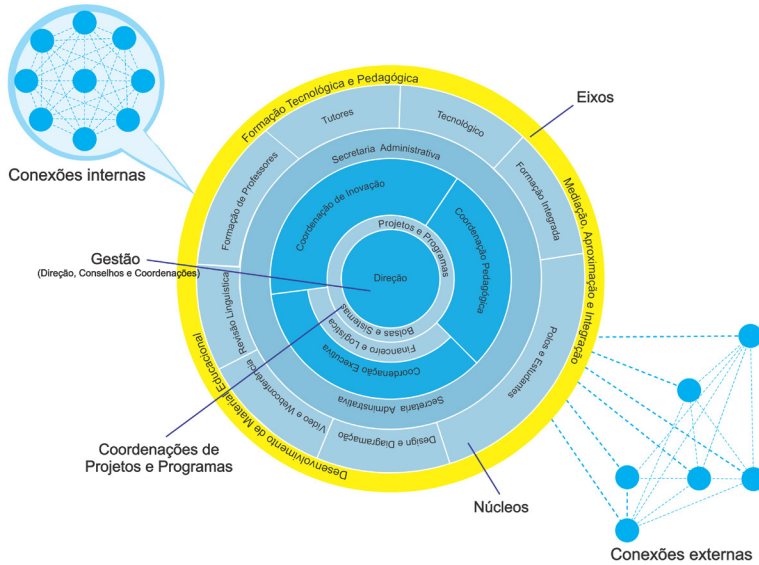 Formação Tecnológica e Pedagógica
Eixos
Tutores
Tecnológico
Secretaria Administrativa
Conexões internas
Formação de Professores
Formação Integrada
Mediação, Aproximação e Integração
Coordenação de Inovação
Coordenação Pedagógica
Projetos e Programas
Gestão
(Direção, Conselhos e Coordenações)
Direção
Bolsas e Sistemas
Financeiro e Logística
Coordenação Executiva
Revisão Linguística
Polos e Estudantes
Secretaria Adminstrativa
Vídeo e Webconferência
Design e Diagramação
Desenvolvimento de Material Educacional
Coordenações de
Projetos e Programas
Núcleos
Conexões externas